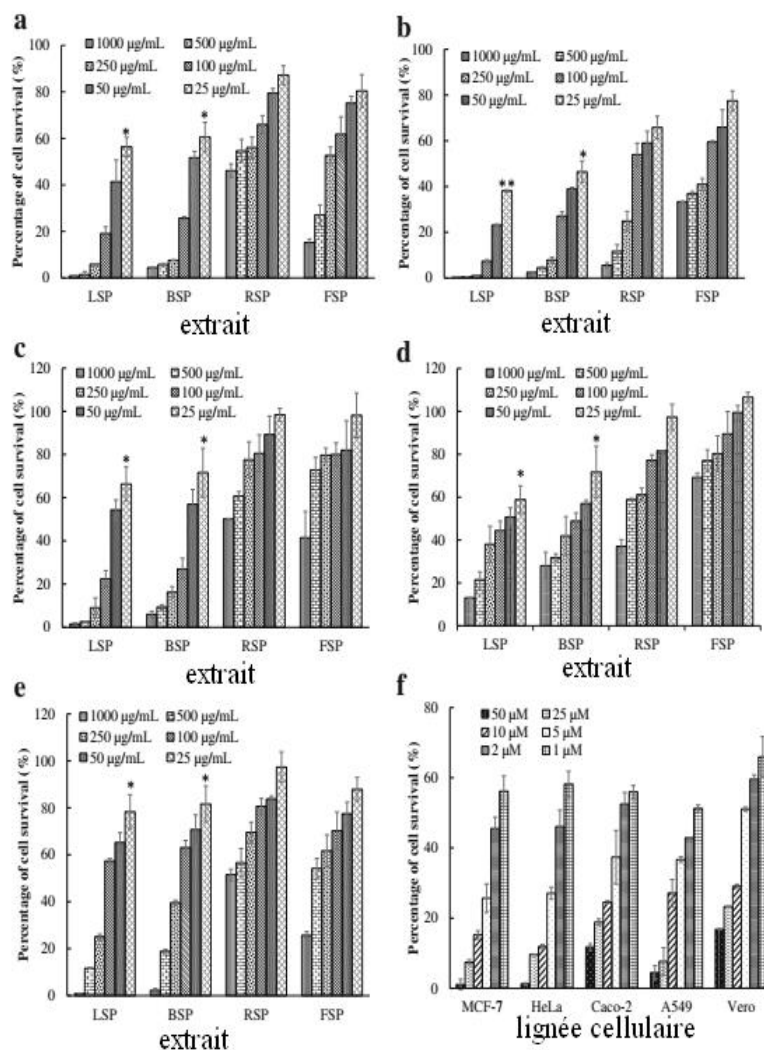 a
Percentage of cell survival (%)
100
80
60
40
20
0
1000 µg/mL
500 µg/mL
250 µg/mL
100 µg/mL
50 µg/mL
25 µg/mL
*
*
LSP
BSP
RSP
FSP
extrait
b
Percentage of cell survival (%)
100
80
60
40
20
0
1000 µg/mL
500 µg/mL
250 µg/mL
100 µg/mL
50 µg/mL
25 µg/mL
**
*
LSP
BSP
RSP
FSP
extrait
c
Percentage of cell survival (%)
120
100
80
60
40
20
0
1000 µg/mL
500 µg/mL
250 µg/mL
100 µg/mL
50 µg/mL
25 µg/mL
*
*
LSP
BSP
RSP
FSP
extrait
d
Percentage of cell survival (%)
120
100
80
60
40
20
0
1000 µg/mL
500 µg/mL
250 µg/mL
100 µg/mL
50 µg/mL
25 µg/mL
*
*
LSP
BSP
RSP
FSP
extrait
e
Percentage of cell survival (%)
120
100
80
60
40
20
0
1000 µg/mL
500 µg/mL
250 µg/mL
100 µg/mL
50 µg/mL
25 µg/mL
*
*
LSP
BSP
RSP
FSP
extrait
f
Percentage of cell survival (%)
80
60
40
20
0
50 µM
25 µM
10 µM
5 µM
2 µM
1 µM
MCF-7
HeLa
Caco-2
A549
Vero
lignée cellulaire